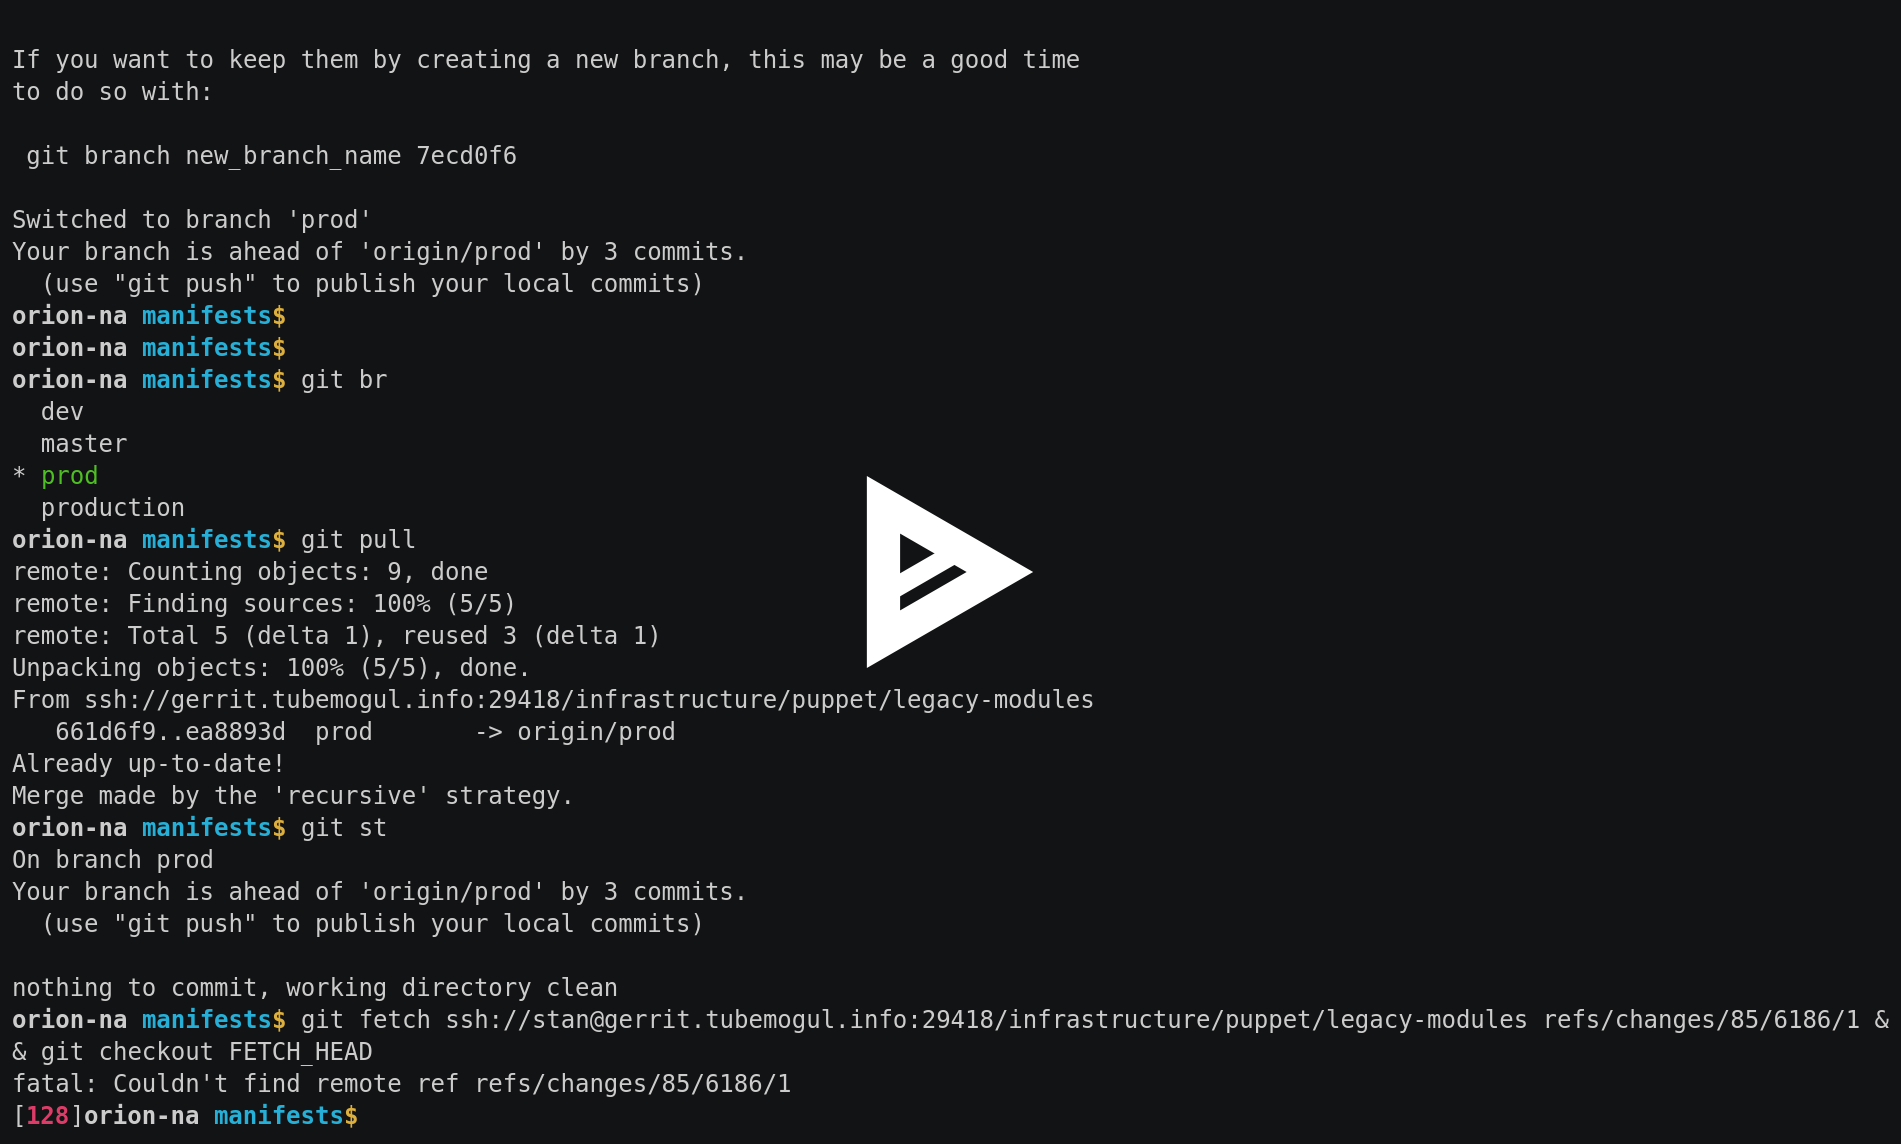 If you want to keep them by creating a new branch, this may be a good time
to do so with:

 git branch new_branch_name 7ecd0f6

Switched to branch 'prod'
Your branch is ahead of 'origin/prod' by 3 commits.
  (use "git push" to publish your local commits)
orion-na manifests$
orion-na manifests$
orion-na manifests$ git br
  dev
  master
* prod
  production
orion-na manifests$ git pull
remote: Counting objects: 9, done
remote: Finding sources: 100% (5/5)
remote: Total 5 (delta 1), reused 3 (delta 1)
Unpacking objects: 100% (5/5), done.
From ssh://gerrit.tubemogul.info:29418/infrastructure/puppet/legacy-modules
   661d6f9..ea8893d  prod       -> origin/prod
Already up-to-date!
Merge made by the 'recursive' strategy.
orion-na manifests$ git st
On branch prod
Your branch is ahead of 'origin/prod' by 3 commits.
  (use "git push" to publish your local commits)

nothing to commit, working directory clean
orion-na manifests$ git fetch ssh://stan@gerrit.tubemogul.info:29418/infrastructure/puppet/legacy-modules refs/changes/85/6186/1 &
& git checkout FETCH_HEAD
fatal: Couldn't find remote ref refs/changes/85/6186/1
[128]orion-na manifests$